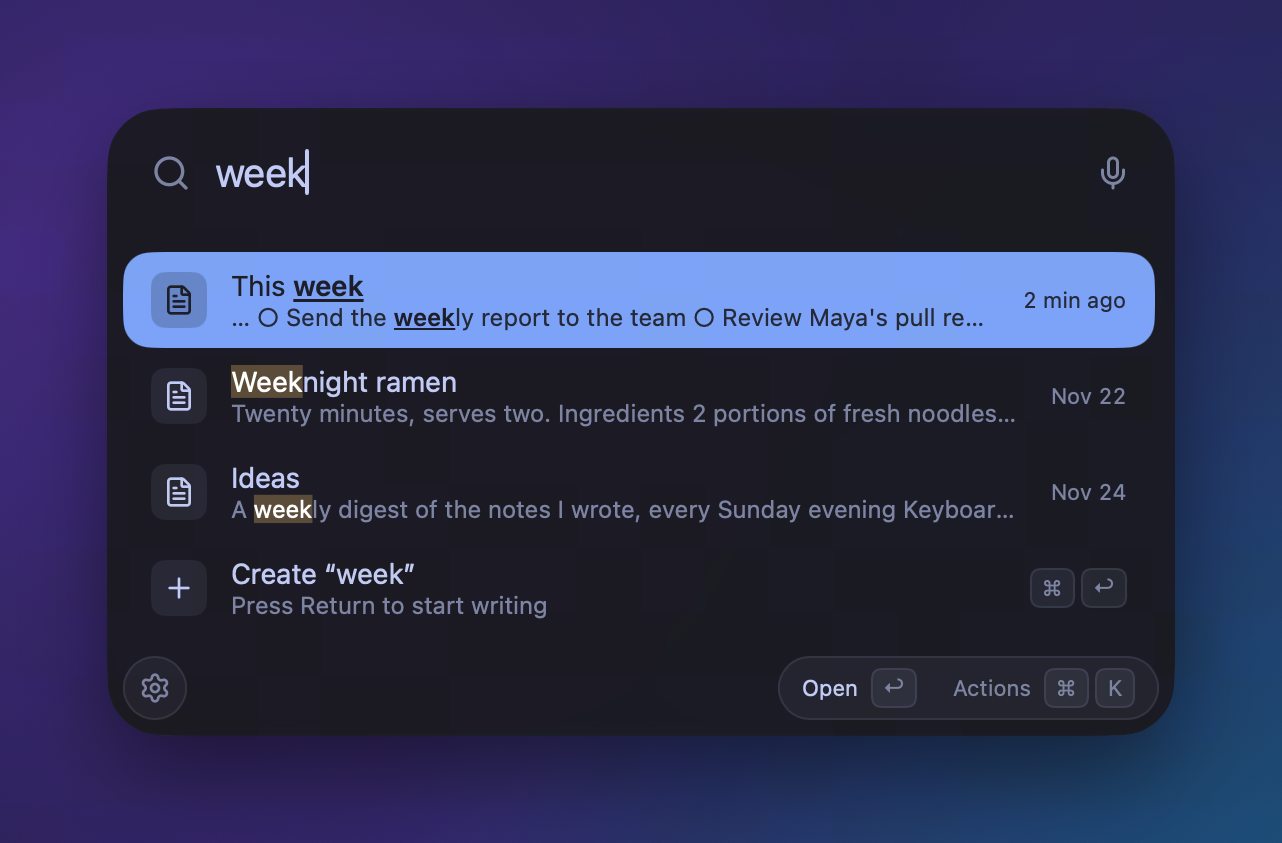 week
This week
2 min ago
... ○ Send the weekly report to the team ○ Review Maya's pull re...
Weeknight ramen
Nov 22
Twenty minutes, serves two. Ingredients 2 portions of fresh noodles...
Ideas
Nov 24
A weekly digest of the notes I wrote, every Sunday evening Keyboar...
Create “week”
⌘ ↩
Press Return to start writing
Open ↩ Actions ⌘ K